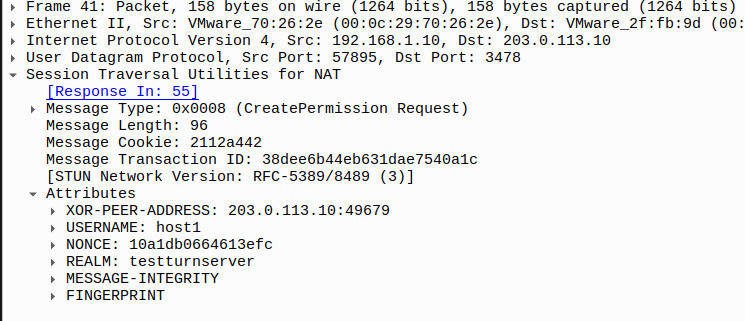 Frame 41: Packet, 158 bytes on wire (1264 bits), 158 bytes captured (1264 bits)
Ethernet II, Src: VMware_70:26:2e (00:0c:29:70:26:2e), Dst: VMware_2f:fb:9d (00:
Internet Protocol Version 4, Src: 192.168.1.10, Dst: 203.0.113.10
User Datagram Protocol, Src Port: 57895, Dst Port: 3478
Session Traversal Utilities for NAT
[Response In: 55]
Message Type: 0x0008 (CreatePermission Request)
Message Length: 96
Message Cookie: 2112a442
Message Transaction ID: 38dee6b44eb631dae7540a1c
[STUN Network Version: RFC-5389/8489 (3)]
Attributes
XOR-PEER-ADDRESS: 203.0.113.10:49679
USERNAME: host1
NONCE: 10a1db0664613efc
REALM: testturnserver
MESSAGE-INTEGRITY
FINGERPRINT